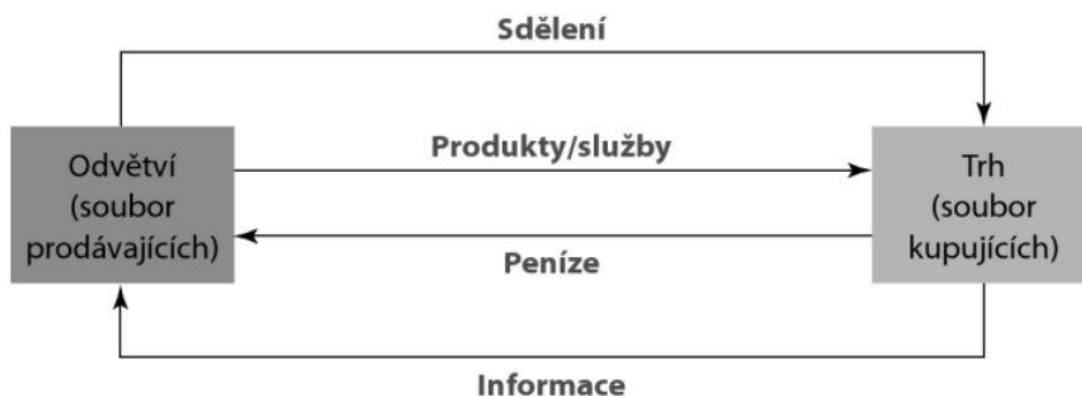 Sdělení
Produkty/služby
Odvětví
(soubor
prodávajících)
Trh
(soubor
kupujících)
Peníze
Informace